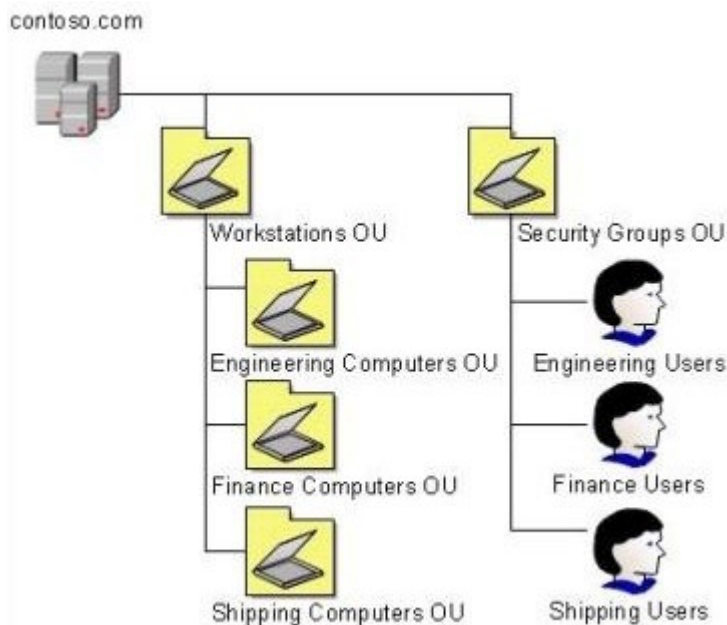 contoso.com
Workstations OU
Security Groups OU
Engineering Computers OU
Engineering Users
Finance Computers OU
Finance Users
Shipping Computers OU
Shipping Users